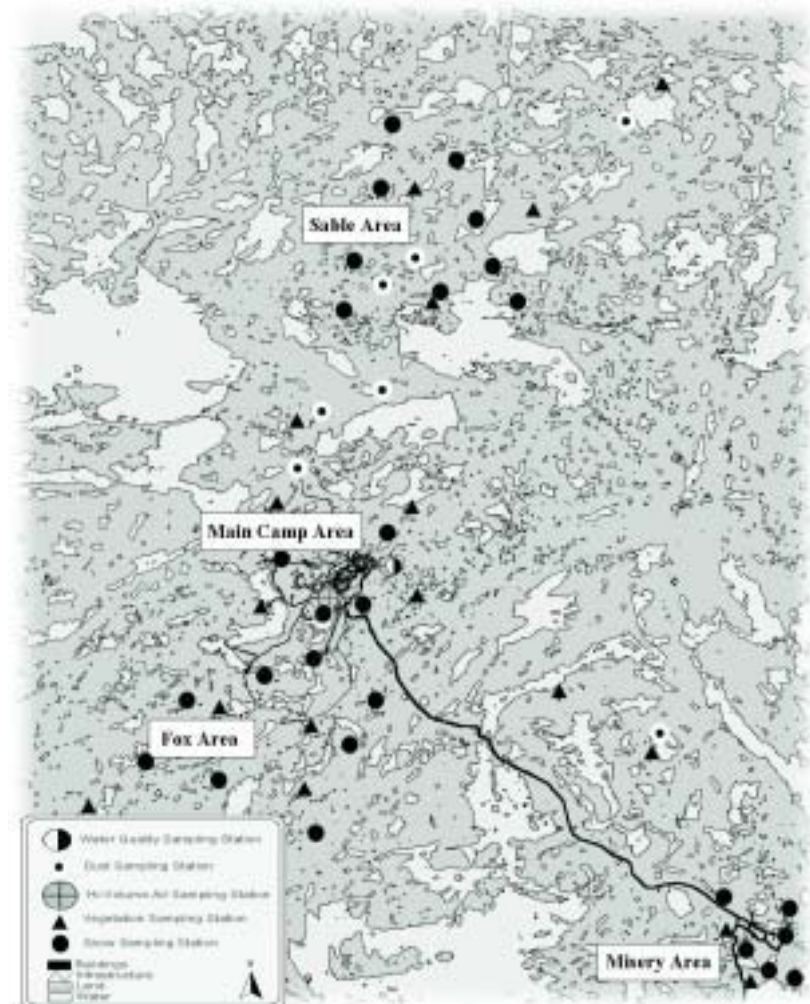 Sable Area
Main Camp Area
Fox Area
Misery Area
Water Quality Sampling Station
Dust Sampling Station
Hi-Volume Air Sampling Station
Vegetation Sampling Station
Snow Sampling Station
Buildings
Infrastructure
Land
Water